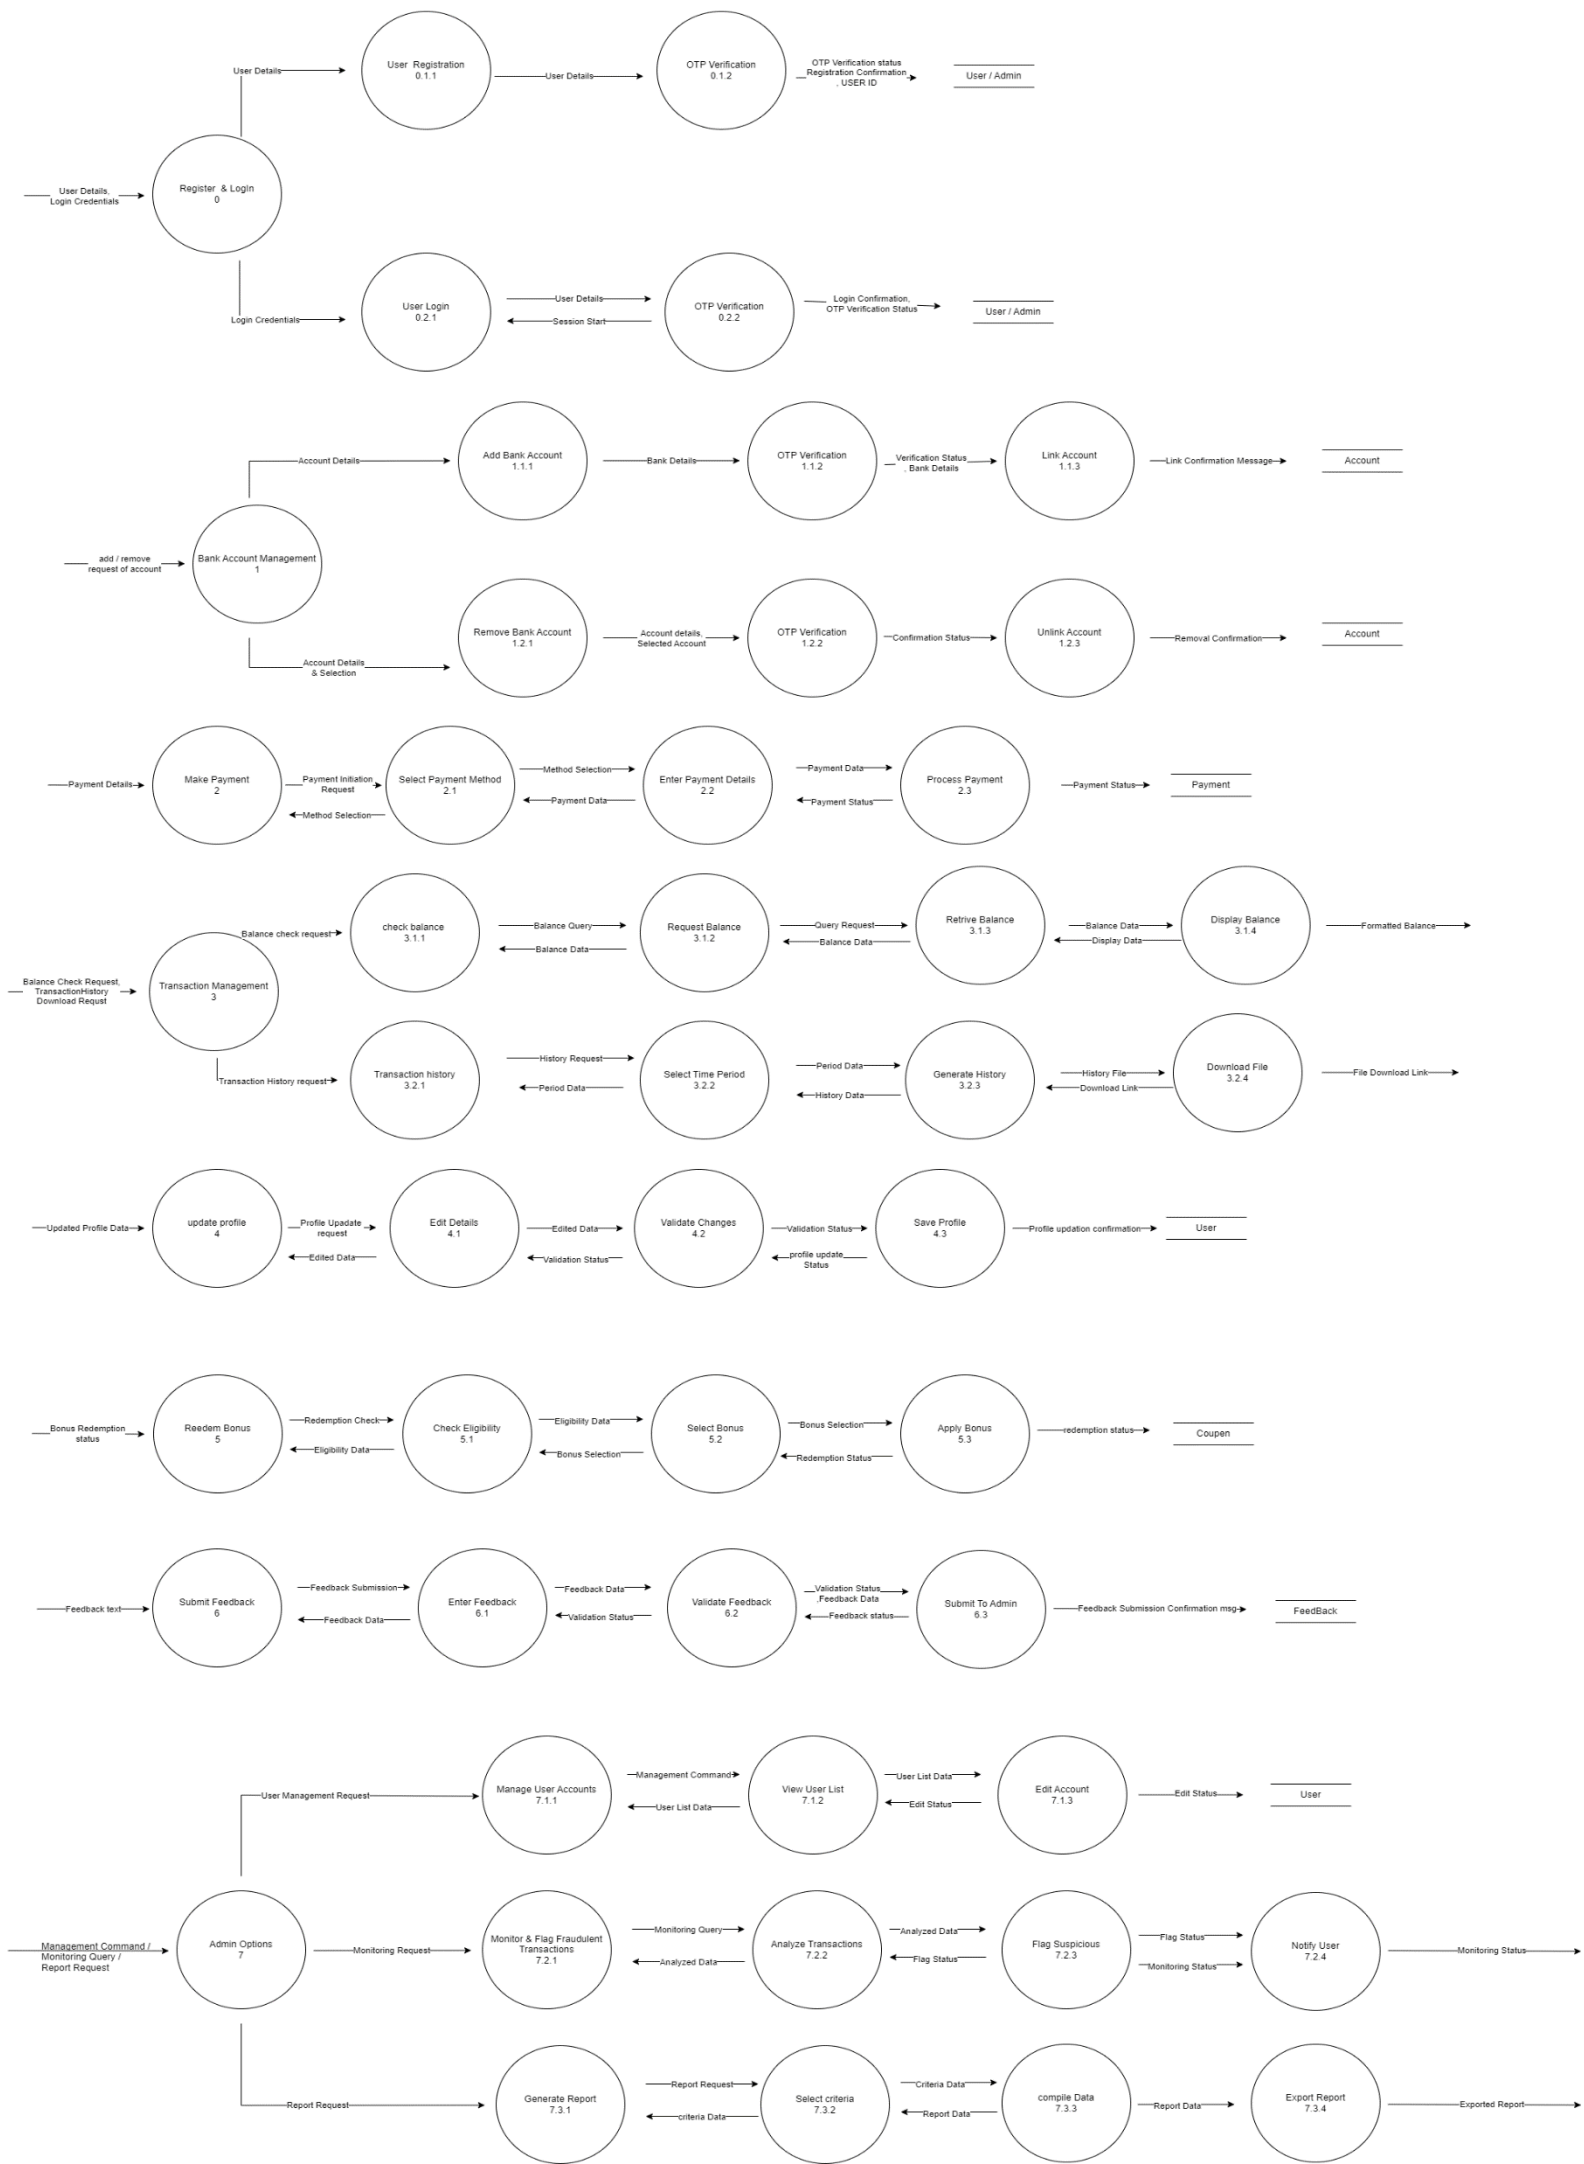 User Details
User  Registration
0.1.1
User Details
OTP Verification
0.1.2
OTP Verification status
Registration Confirmation
, USER ID
User / Admin
User Details,
Login Credentials
Register  & LogIn
0
Login Credentials
User Login
0.2.1
User Details
Session Start
OTP Verification
0.2.2
Login Confirmation,
OTP Verification Status
User / Admin
Account Details
Add Bank Account
1.1.1
Bank Details
OTP Verification
1.1.2
Verification Status
, Bank Details
Link Account
1.1.3
Link Confirmation Message
Account
add / remove
request of account
Bank Account Management
1
Account Details
& Selection
Remove Bank Account
1.2.1
Account details,
Selected Account
OTP Verification
1.2.2
Confirmation Status
Unlink Account
1.2.3
Removal Confirmation
Account
Payment Details
Make Payment
2
Payment Initiation
Request
Method Selection
Select Payment Method
2.1
Method Selection
Payment Data
Enter Payment Details
2.2
Payment Data
Payment Status
Process Payment
2.3
Payment Status
Payment
Balance Check Request,
TransactionHistory
Download Requst
Transaction Management
3
Balance check request
check balance
3.1.1
Balance Query
Balance Data
Request Balance
3.1.2
Query Request
Balance Data
Retrive Balance
3.1.3
Balance Data
Display Data
Display Balance
3.1.4
Formatted Balance
Transaction History request
Transaction history
3.2.1
History Request
Period Data
Select Time Period
3.2.2
Period Data
History Data
Generate History
3.2.3
History File
Download Link
Download File
3.2.4
File Download Link
Updated Profile Data
update profile
4
Profile Upadate
request
Edited Data
Edit Details
4.1
Edited Data
Validation Status
Validate Changes
4.2
Validation Status
profile update
Status
Save Profile
4.3
Profile updation confirmation
User
Bonus Redemption
status
Reedem Bonus
5
Redemption Check
Eligibility Data
Check Eligibility
5.1
Eligibility Data
Bonus Selection
Select Bonus
5.2
Bonus Selection
Redemption Status
Apply Bonus
5.3
redemption status
Coupen
Feedback text
Submit Feedback
6
Feedback Submission
Feedback Data
Enter Feedback
6.1
Feedback Data
Validation Status
Validate Feedback
6.2
Validation Status
,Feedback Data
Feedback status
Submit To Admin
6.3
Feedback Submission Confirmation msg
FeedBack
User Management Request
Manage User Accounts
7.1.1
Management Command
User List Data
View User List
7.1.2
User List Data
Edit Status
Edit Account
7.1.3
Edit Status
User
Management Command /
Monitoring Query /
Report Request
Admin Options
7
Monitoring Request
Monitor & Flag Fraudulent
Transactions
7.2.1
Monitoring Query
Analyzed Data
Analyze Transactions
7.2.2
Analyzed Data
Flag Status
Flag Suspicious
7.2.3
Flag Status
Monitoring Status
Notify User
7.2.4
Monitoring Status
Report Request
Generate Report
7.3.1
Report Request
criteria Data
Select criteria
7.3.2
Criteria Data
Report Data
compile Data
7.3.3
Report Data
Export Report
7.3.4
Exported Report